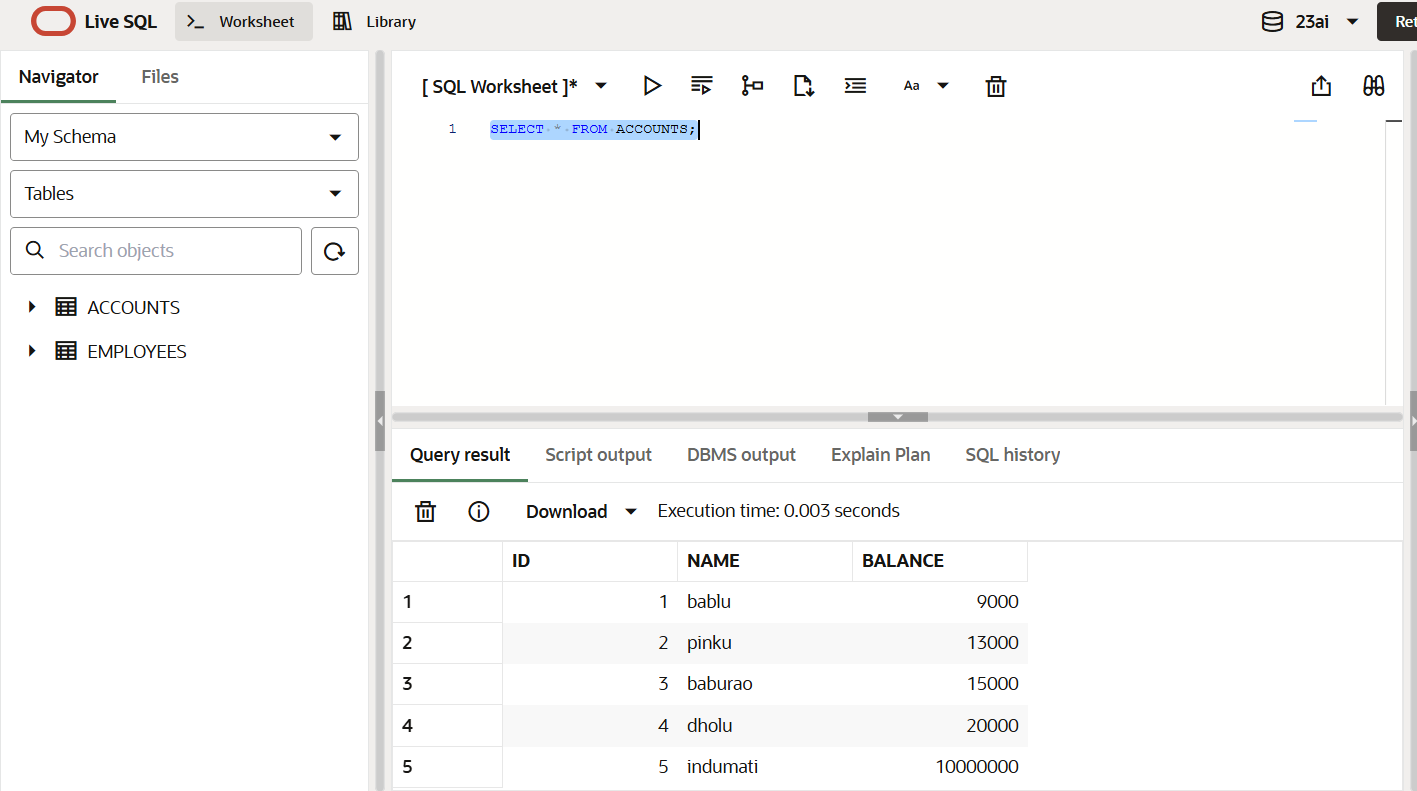 Live SQL Worksheet Library 23ai Ret
Navigator Files
[ SQL Worksheet ]* Aa
My Schema
1 SELECT * FROM ACCOUNTS;
Tables
Search objects
ACCOUNTS
EMPLOYEES
Query result Script output DBMS output Explain Plan SQL history
Download Execution time: 0.003 seconds
ID NAME BALANCE
1 1 bablu 9000
2 2 pinku 13000
3 3 baburao 15000
4 4 dholu 20000
5 5 indumati 10000000